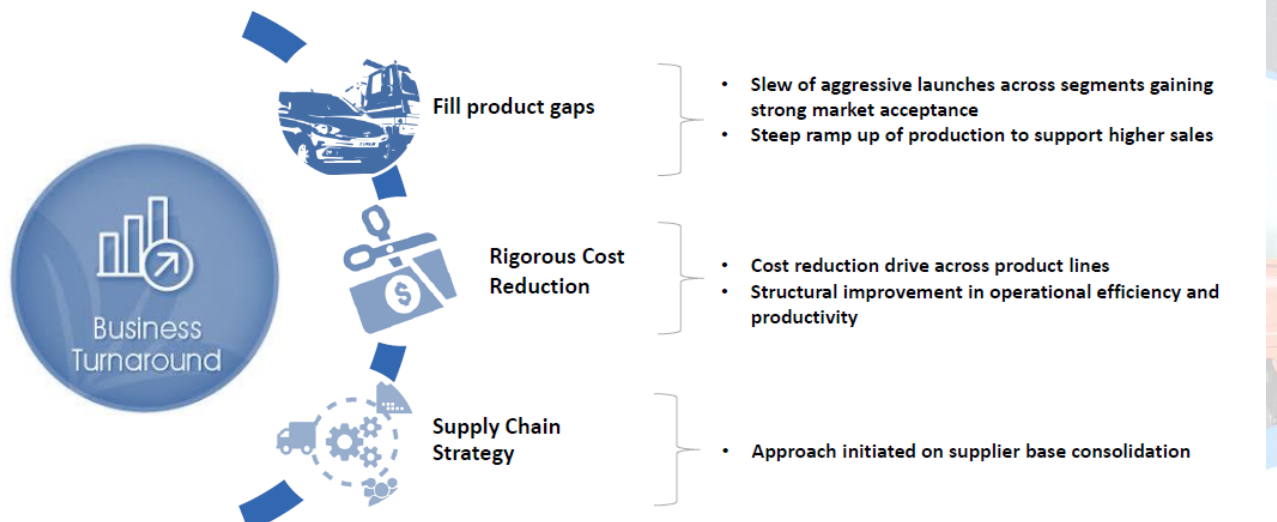 Fill product gaps
• Slew of aggressive launches across segments gaining
strong market acceptance
• Steep ramp up of production to support higher sales
Business
Turnaround
$
Rigorous Cost
Reduction
• Cost reduction drive across product lines
• Structural improvement in operational efficiency and
productivity
Supply Chain
Strategy
• Approach initiated on supplier base consolidation